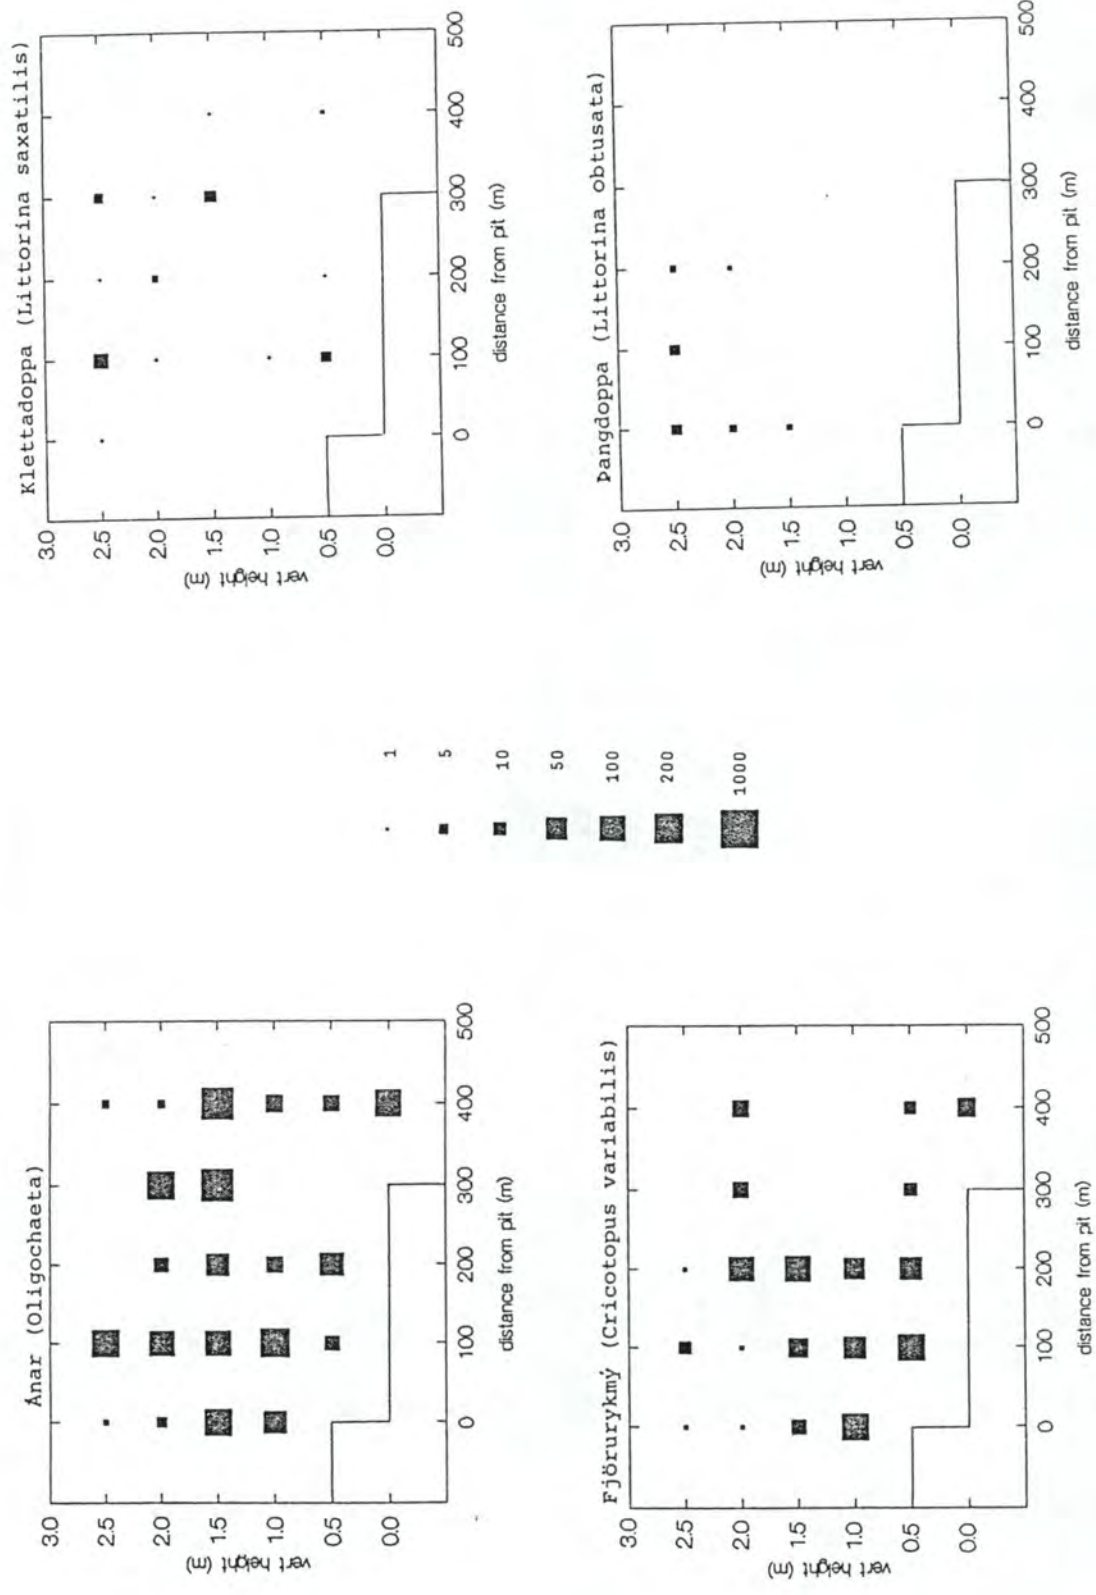 Ánar (Oligochaeta)
vert height (m)
3.0
2.5
2.0
1.5
1.0
0.5
0.0
0 100 200 300 400 500
distance from pit (m)
Klettadoppa (Littorina saxatilis)
vert height (m)
3.0
2.5
2.0
1.5
1.0
0.5
0.0
0 100 200 300 400 500
distance from pit (m)
1
5
10
50
100
200
1000
Fjörurykmý (Cricotopus variabilis)
vert height (m)
3.0
2.5
2.0
1.5
1.0
0.5
0.0
0 100 200 300 400 500
distance from pit (m)
Þangdoppa (Littorina obtusata)
vert height (m)
3.0
2.5
2.0
1.5
1.0
0.5
0.0
0 100 200 300 400 500
distance from pit (m)